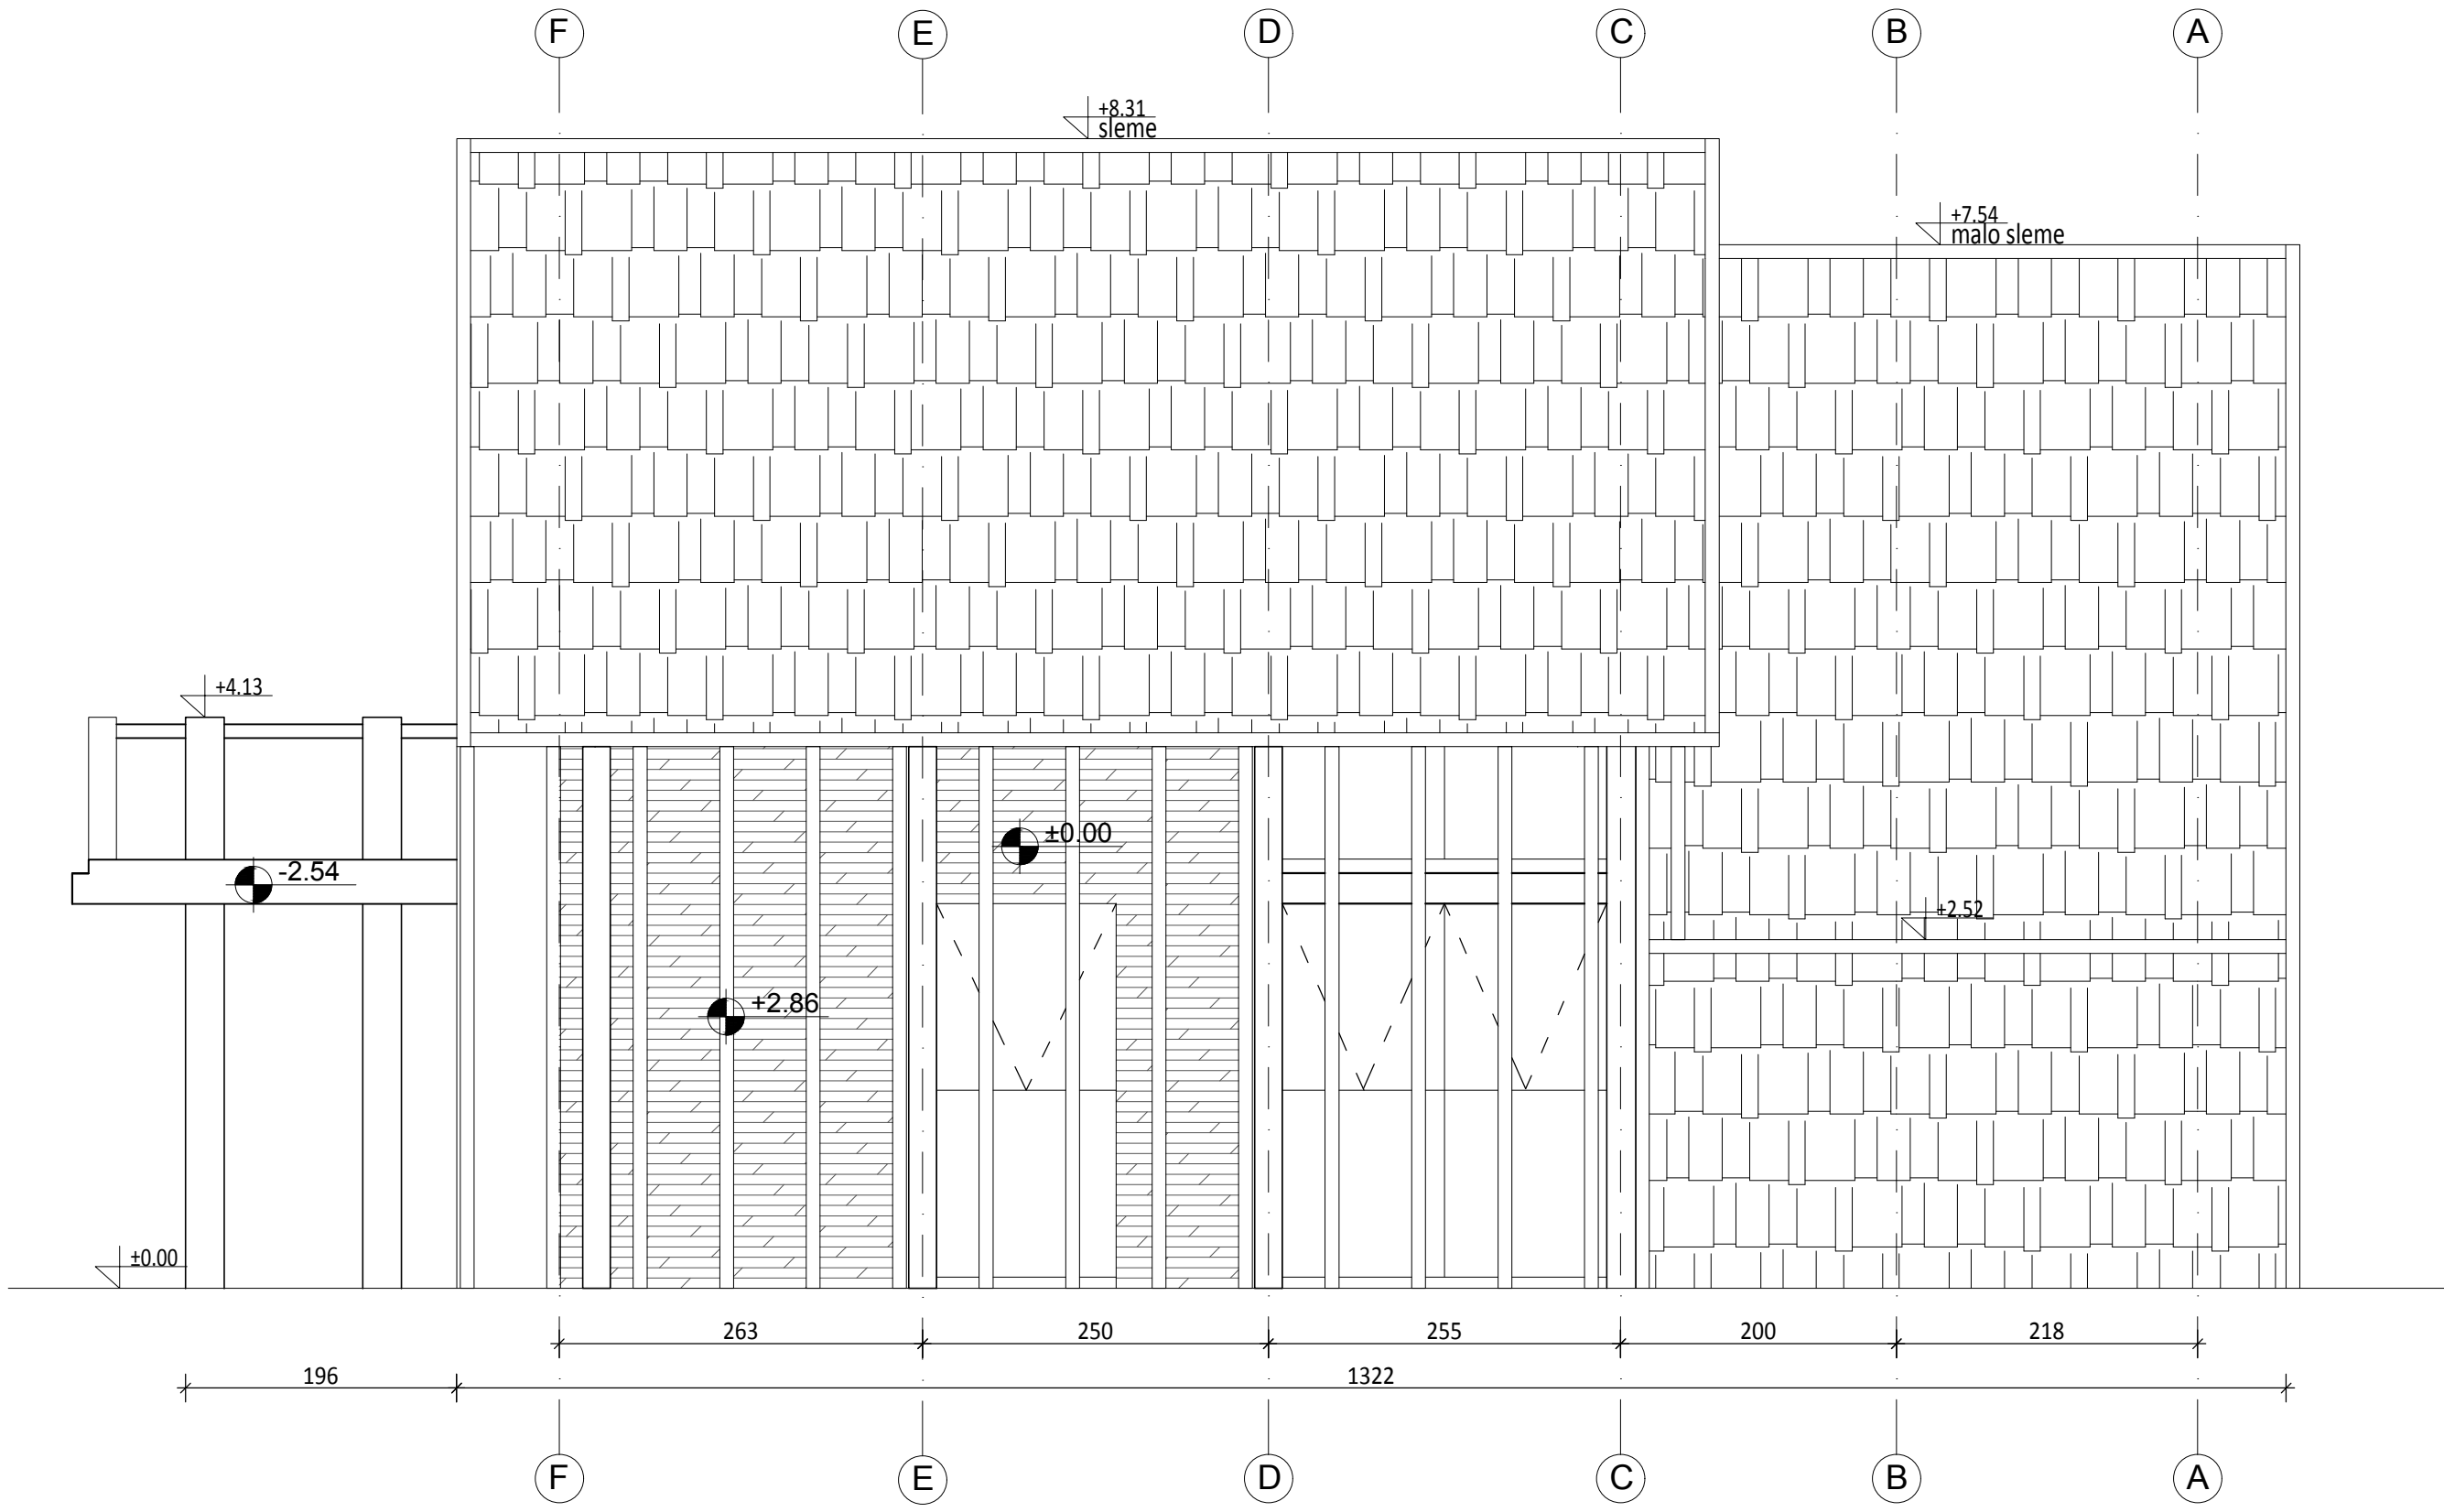 F E D C B A
+8.31
sleme
+7.54
malo sleme
+4.13
±0.00
-2.54
+2.52
+2.86
±0.00
263 250 255 200 218
196 1322
F E D C B A